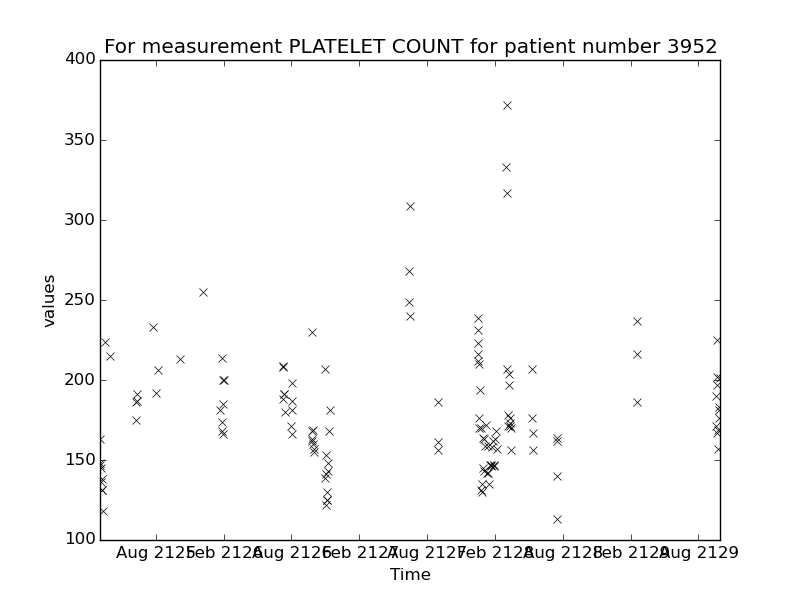 For measurement PLATELET COUNT for patient number 3952
400
350
300
250
200
150
100
values
Aug 2125 Feb 2126 Aug 2126 Feb 2127 Aug 2127 Feb 2128 Aug 2128 Feb 2129 Aug 2129
Time